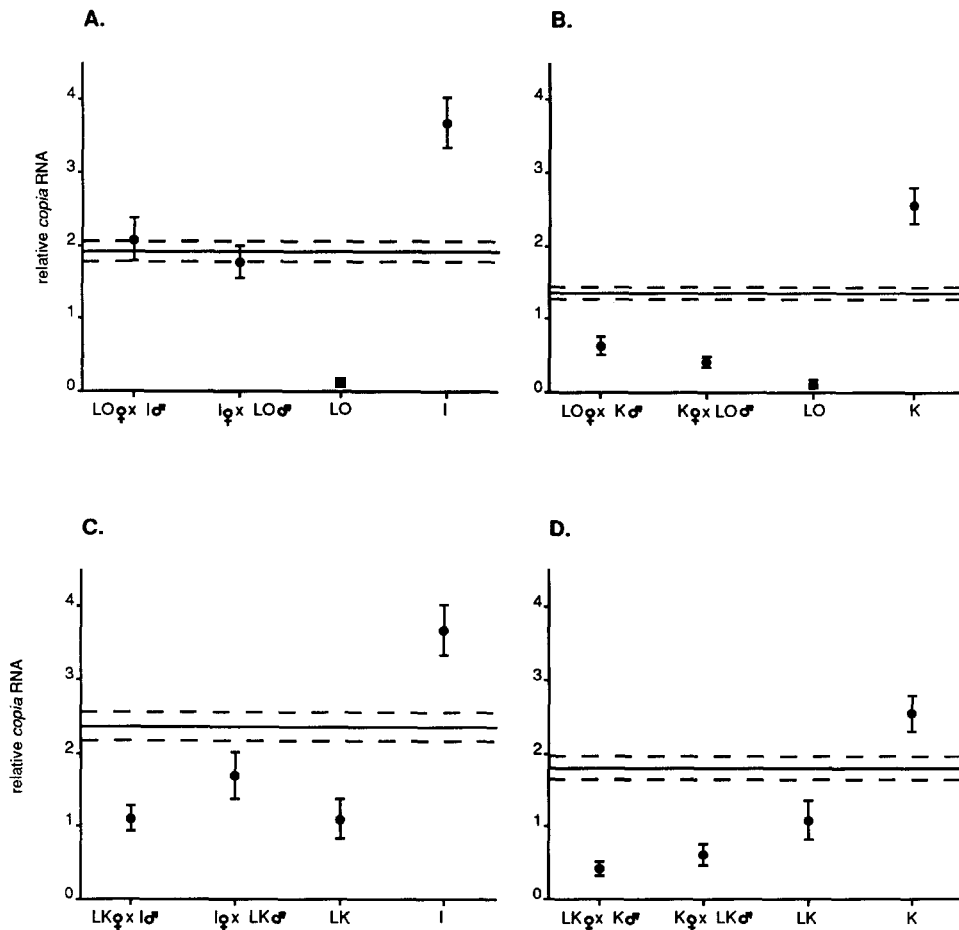 A.
relative copia RNA
4
3
2
1
0
LO♀x I♂ I♀x LO♂ LO I
B.
4
3
2
1
0
LO♀x K♂ K♀x LO♂ LO K
C.
relative copia RNA
4
3
2
1
0
LK♀x I♂ I♀x LK♂ LK I
D.
4
3
2
1
0
LK♀x K♂ K♀x LK♂ LK K